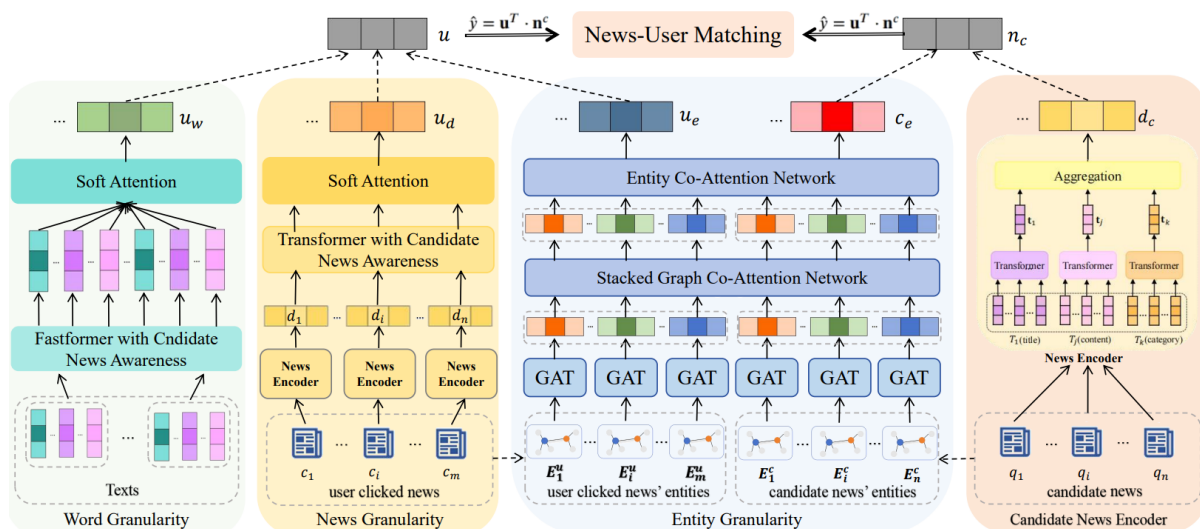 u
ŷ = u^T · n^c
News-User Matching
ŷ = u^T · n^c
n_c
... u_w
... u_d
... u_e
... c_e
... d_c
Soft Attention
Soft Attention
Entity Co-Attention Network
Aggregation
t_1
t_j
t_k
... ... ... ... ...
Transformer with Candidate
News Awareness
... ... ... ... ...
Stacked Graph Co-Attention Network
Transformer
Transformer
Transformer
d_1 ... d_i ... d_n
... ... ... ... ...
Fastformer with Cndidate
News Awareness
News
Encoder
News
Encoder
News
Encoder
GAT
GAT
GAT
GAT
GAT
GAT
T_1(title)
T_j(content)
T_k(category)
News Encoder
... ... ...
Texts
Word Granularity
... ...
c_1 c_i c_m
user clicked news
News Granularity
... ... ... ...
E_1^u E_i^u E_m^u E_1^c E_i^c E_n^c
user clicked news' entities
candidate news' entities
Entity Granularity
... ...
q_1 q_i q_n
candidate news
Candidate News Encoder